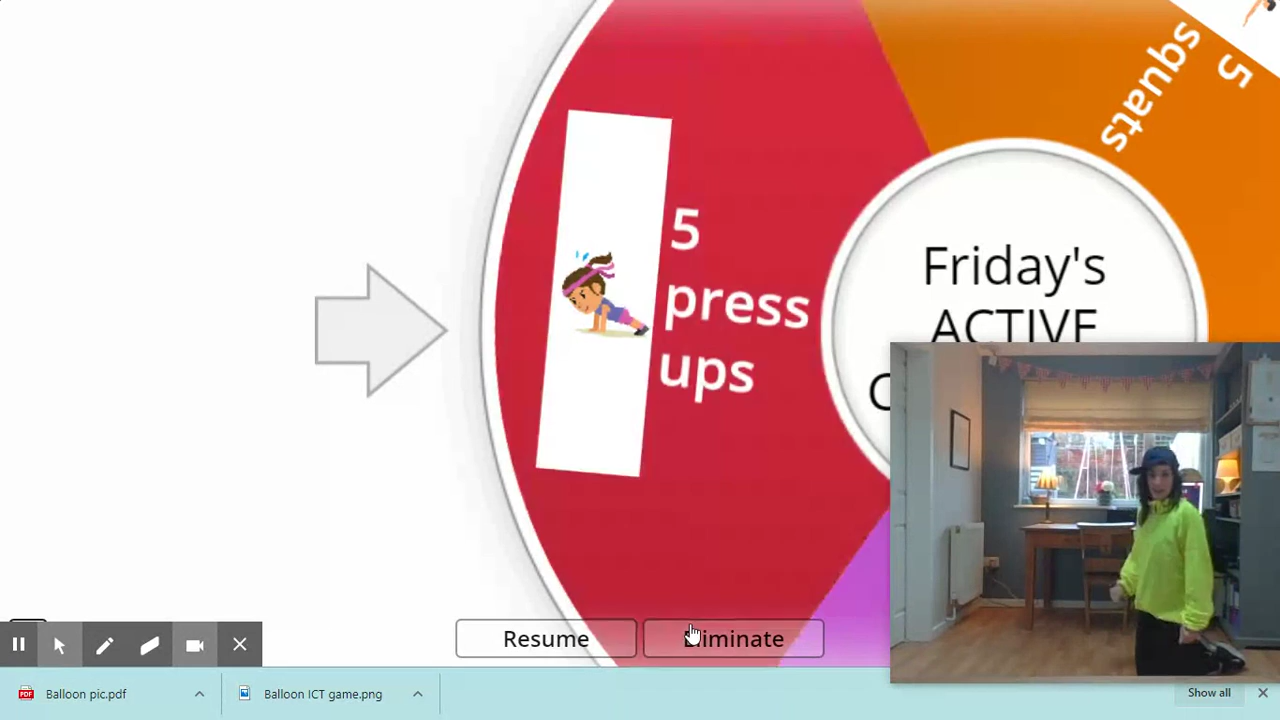 5
squats
5
press
ups
Friday's
ACTIVE
Resume
Eliminate
Balloon pic.pdf
Balloon ICT game.png
Show all